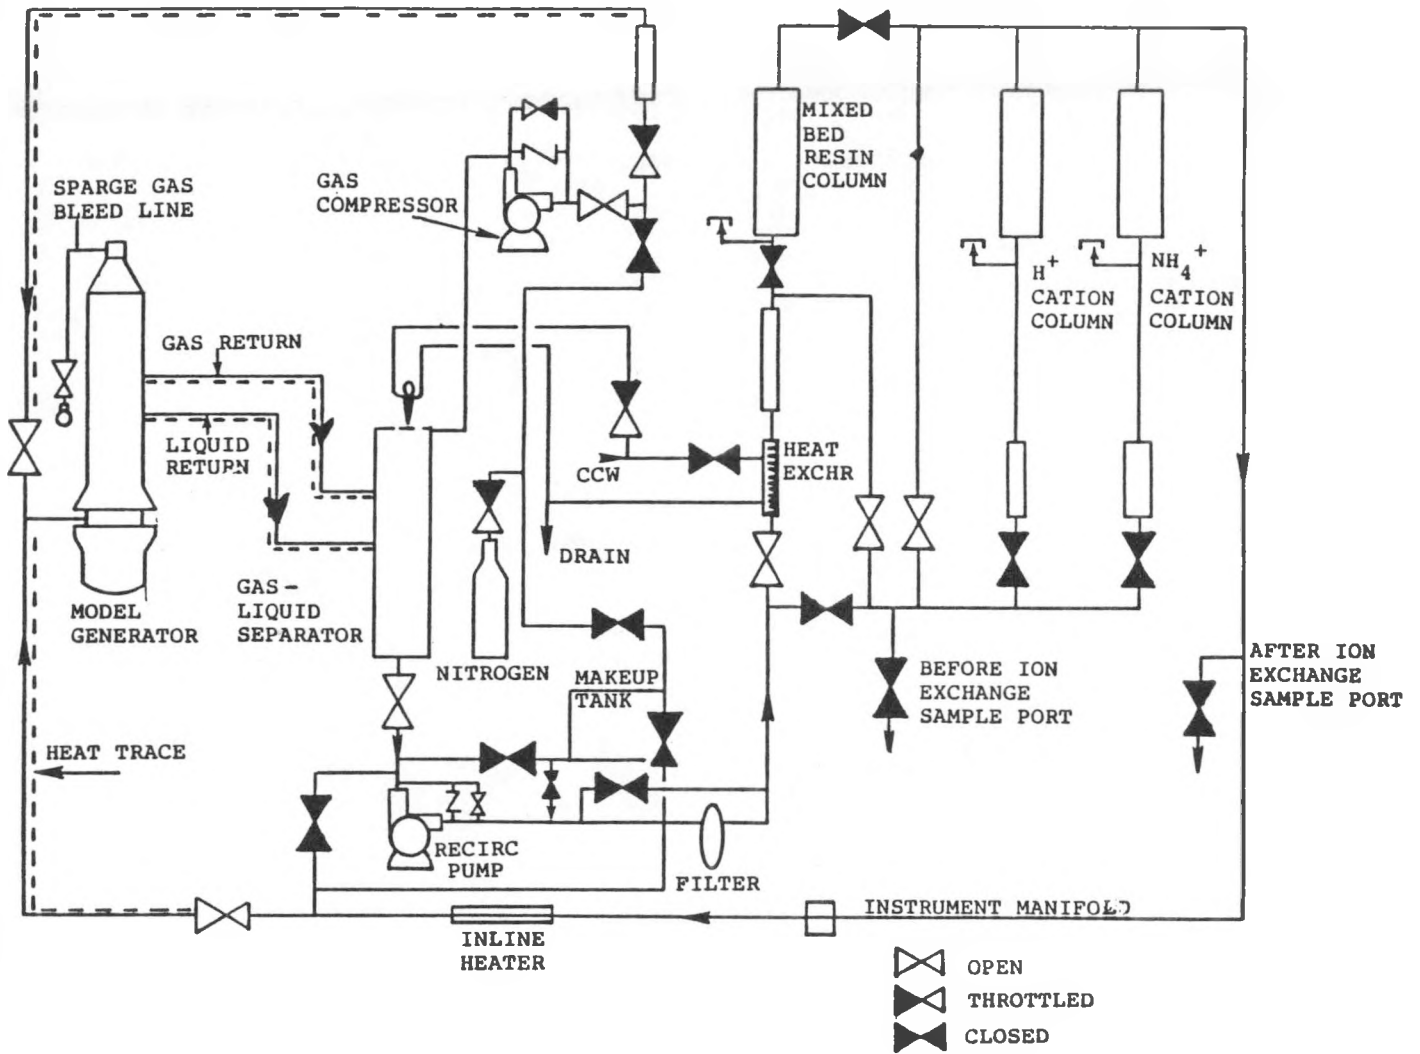 SPARGE GAS
BLEED LINE
GAS
COMPRESSOR
MIXED
BED
RESIN
COLUMN
H+
CATION
COLUMN
NH4+
CATION
COLUMN
GAS RETURN
LIQUID
RETURN
CCW
HEAT
EXCHR
DRAIN
MODEL
GENERATOR
GAS-
LIQUID
SEPARATOR
NITROGEN
MAKEUP
TANK
BEFORE ION
EXCHANGE
SAMPLE PORT
AFTER ION
EXCHANGE
SAMPLE PORT
HEAT TRACE
RECIRC
PUMP
FILTER
INSTRUMENT MANIFOLD
INLINE
HEATER
OPEN
THROTTLED
CLOSED